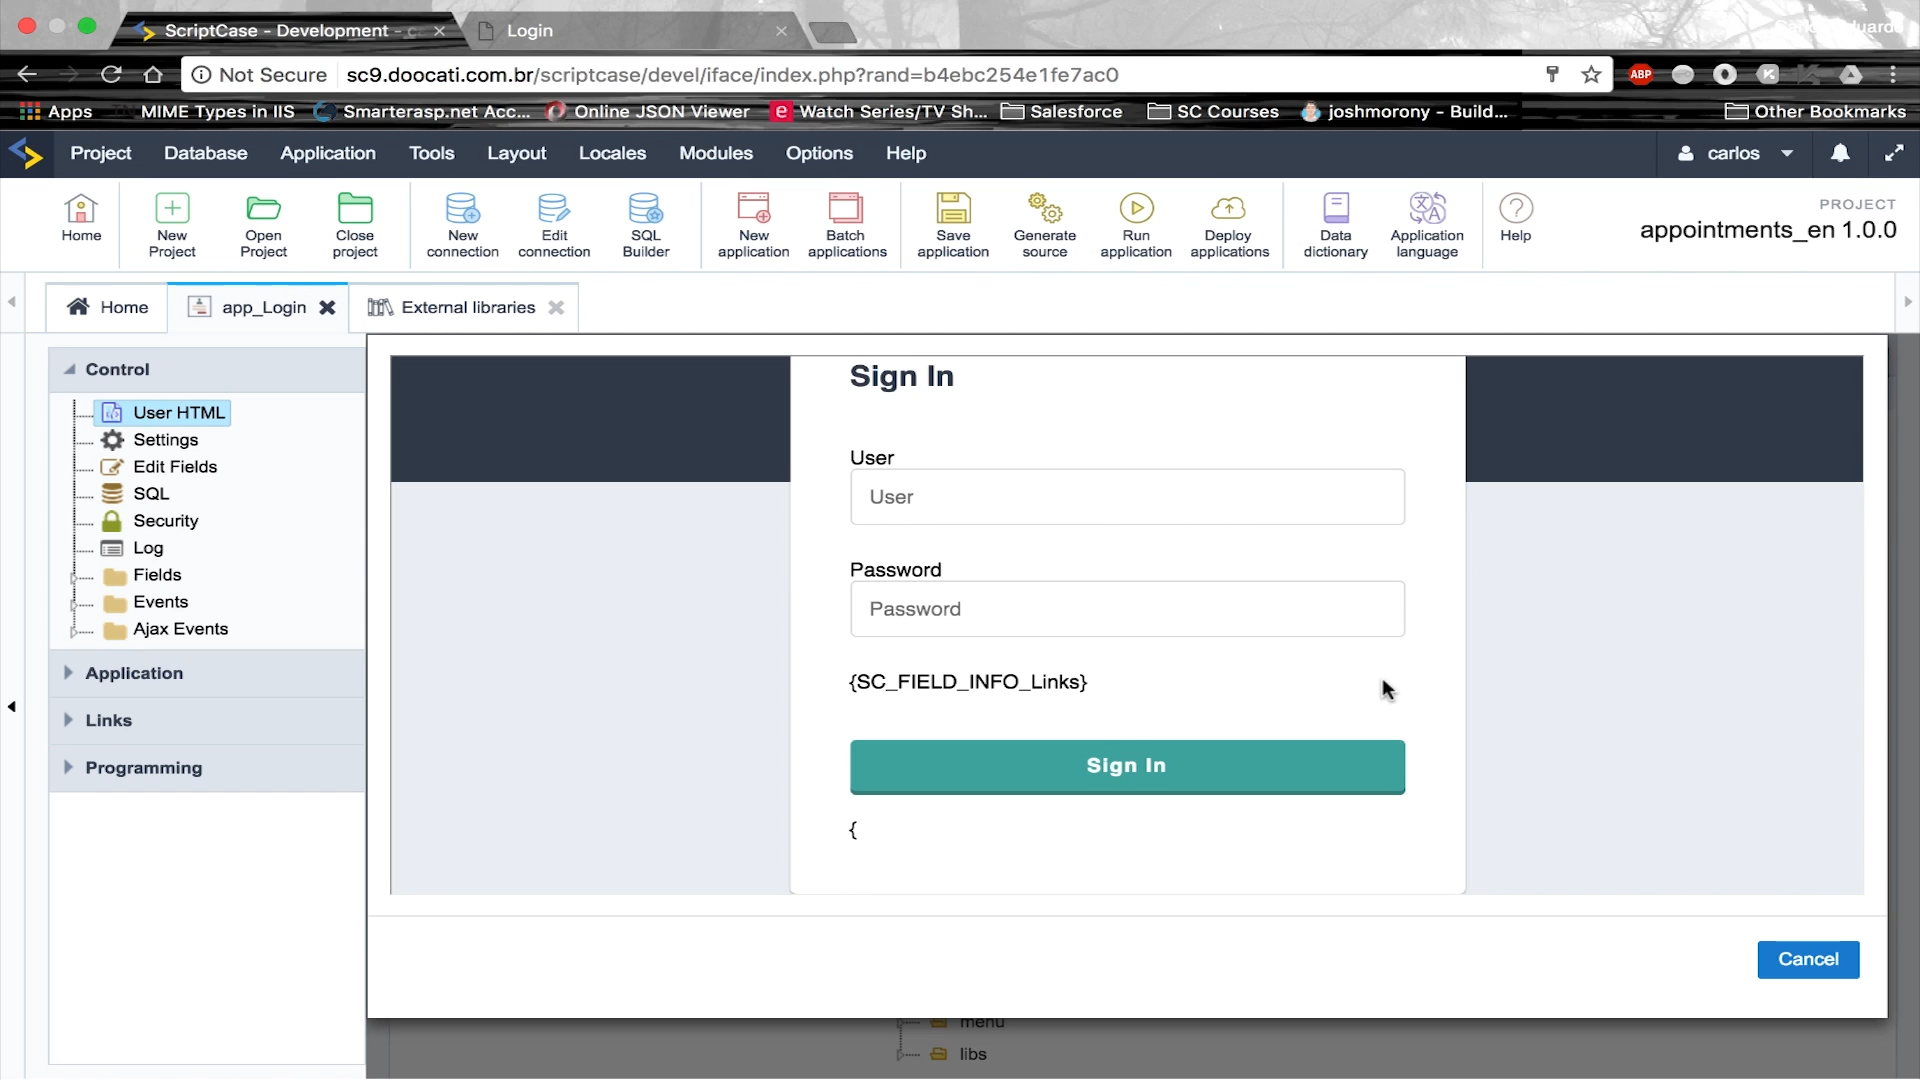 ScriptCase - Development - c
Login
Not Secure
sc9.doocati.com.br/scriptcase/devel/iface/index.php?rand=b4ebc254e1fe7ac0
ABP
Apps
MIME Types in IIS
Smarterasp.net Acc...
Online JSON Viewer
Watch Series/TV Sh...
Salesforce
SC Courses
joshmorony - Build...
Other Bookmarks
Project
Database
Application
Tools
Layout
Locales
Modules
Options
Help
carlos
Home
New
Project
Open
Project
Close
project
New
connection
Edit
connection
SQL
Builder
New
application
Batch
applications
Save
application
Generate
source
Run
application
Deploy
applications
Data
dictionary
Application
language
Help
PROJECT
appointments_en 1.0.0
Home
app_Login
External libraries
Control
User HTML
Settings
Edit Fields
SQL
Security
Log
Fields
Events
Ajax Events
Application
Links
Programming
Sign In
User
User
Password
Password
{SC_FIELD_INFO_Links}
Sign In
{
Cancel
menu
libs